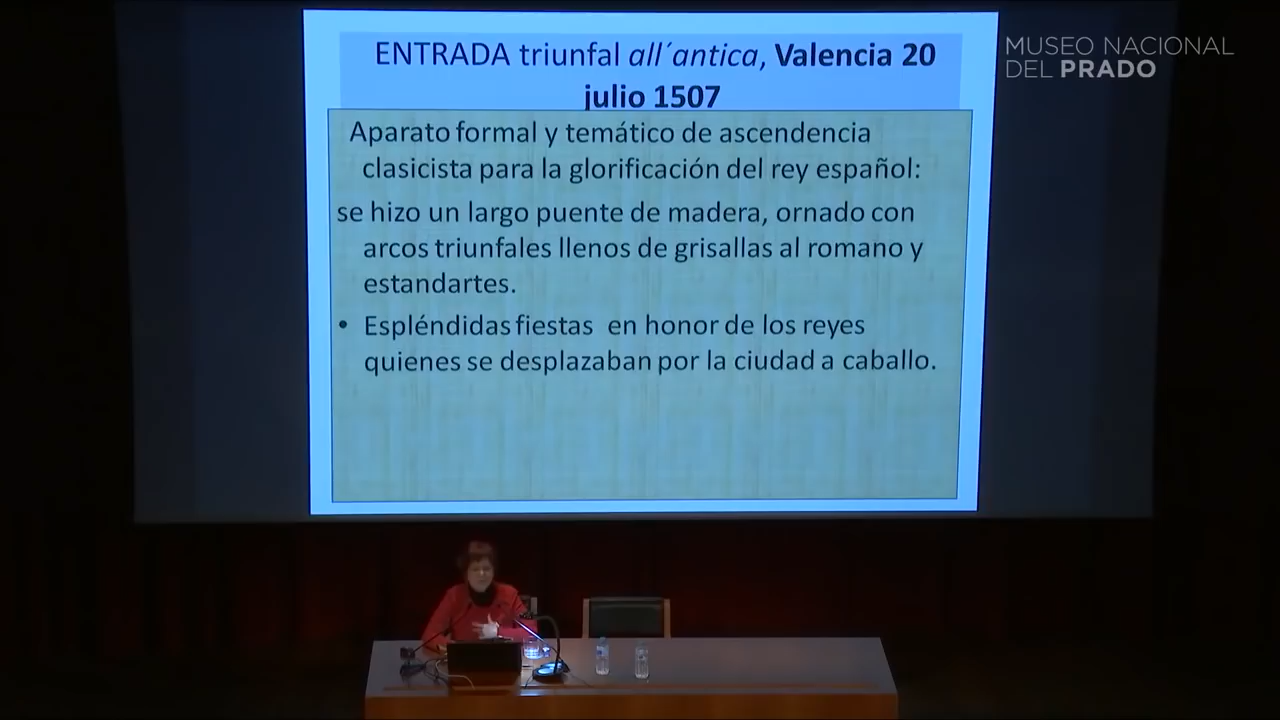 MUSEO NACIONAL
DEL PRADO
ENTRADA triunfal all´antica, Valencia 20
julio 1507
Aparato formal y temático de ascendencia
clasicista para la glorificación del rey español:
se hizo un largo puente de madera, ornado con
arcos triunfales llenos de grisallas al romano y
estandartes.
• Espléndidas fiestas en honor de los reyes
quienes se desplazaban por la ciudad a caballo.